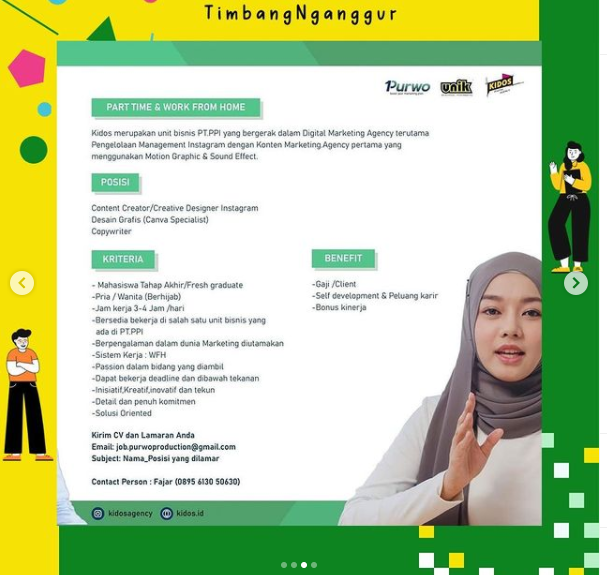 TimbangNganggur
1Purwo
unik
KIDOS
PART TIME & WORK FROM HOME
Kidos merupakan unit bisnis PT.PPI yang bergerak dalam Digital Marketing Agency terutama
Pengelolaan Management Instagram dengan Konten Marketing.Agency pertama yang
menggunakan Motion Graphic & Sound Effect.
POSISI
Content Creator/Creative Designer Instagram
Desain Grafis (Canva Specialist)
Copywriter
KRITERIA
- Mahasiswa Tahap Akhir/Fresh graduate
-Pria / Wanita (Berhijab)
-Jam kerja 3-4 Jam /hari
-Bersedia bekerja di salah satu unit bisnis yang
ada di PT.PPI
-Berpengalaman dalam dunia Marketing diutamakan
-Sistem Kerja : WFH
-Passion dalam bidang yang diambil
-Dapat bekerja deadline dan dibawah tekanan
-Inisiatif,Kreatif,inovatif dan tekun
-Detail dan penuh komitmen
-Solusi Oriented
BENEFIT
-Gaji /Client
-Self development & Peluang karir
-Bonus kinerja
Kirim CV dan Lamaran Anda
Email: job.purwoproduction@gmail.com
Subject: Nama_Posisi yang dilamar
Contact Person : Fajar (0895 6130 50630)
kidosagency kidos.id